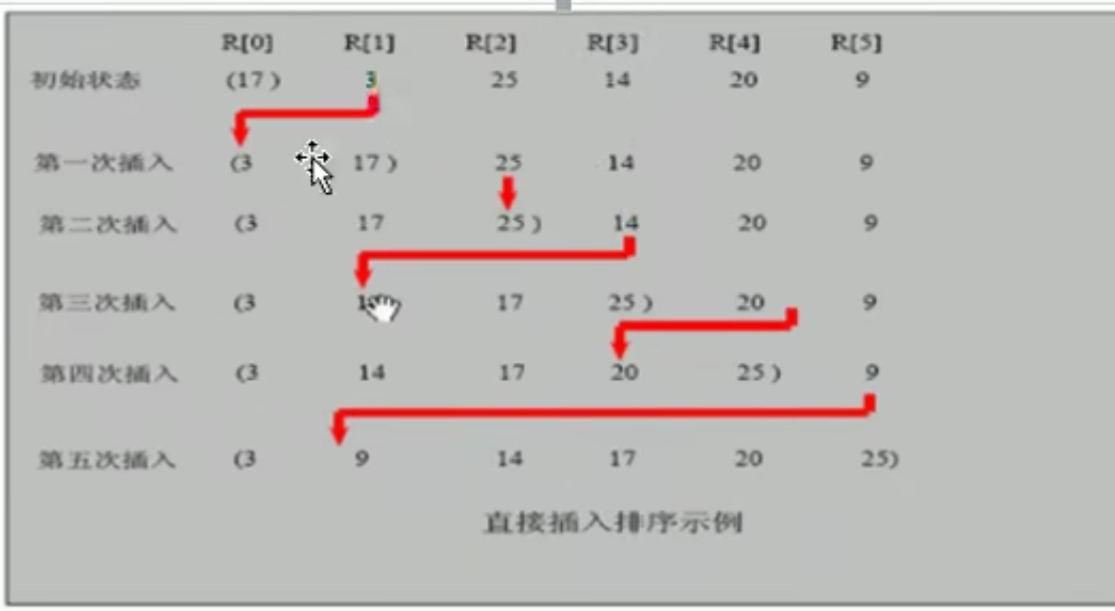 R[0] R[1] R[2] R[3] R[4] R[5]
初始状态 (17 ) 3 25 14 20 9
第一次插入 (3 17 ) 25 14 20 9
第二次插入 (3 17 25 ) 14 20 9
第三次插入 (3 17 25 ) 20 9
第四次插入 (3 14 17 20 25 ) 9
第五次插入 (3 9 14 17 20 25)
直接插入排序示例